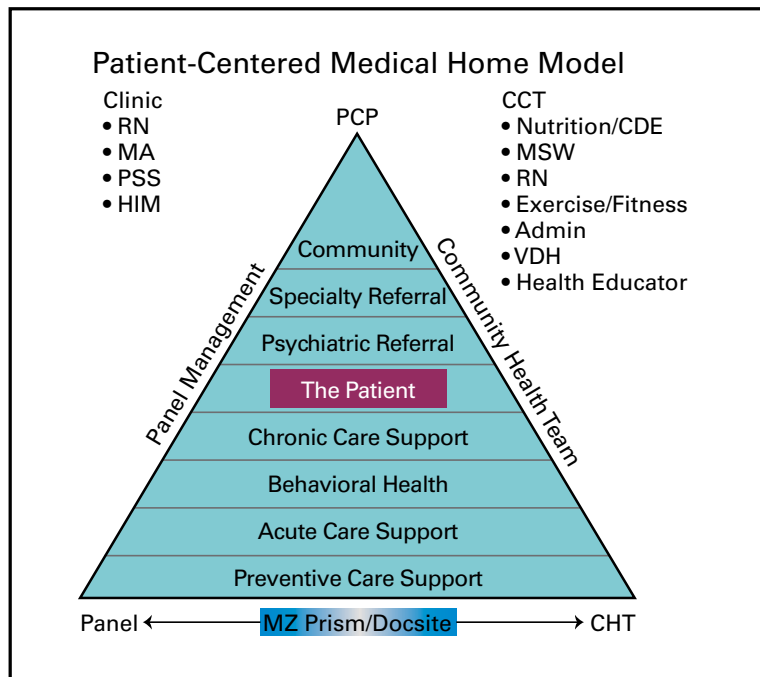 Patient-Centered Medical Home Model
Clinic
• RN
• MA
• PSS
• HIM
PCP
CCT
• Nutrition/CDE
• MSW
• RN
• Exercise/Fitness
• Admin
• VDH
• Health Educator
Panel Management
Community Health Team
Community
Specialty Referral
Psychiatric Referral
The Patient
Chronic Care Support
Behavioral Health
Acute Care Support
Preventive Care Support
Panel
MZ Prism/Docsite
CHT